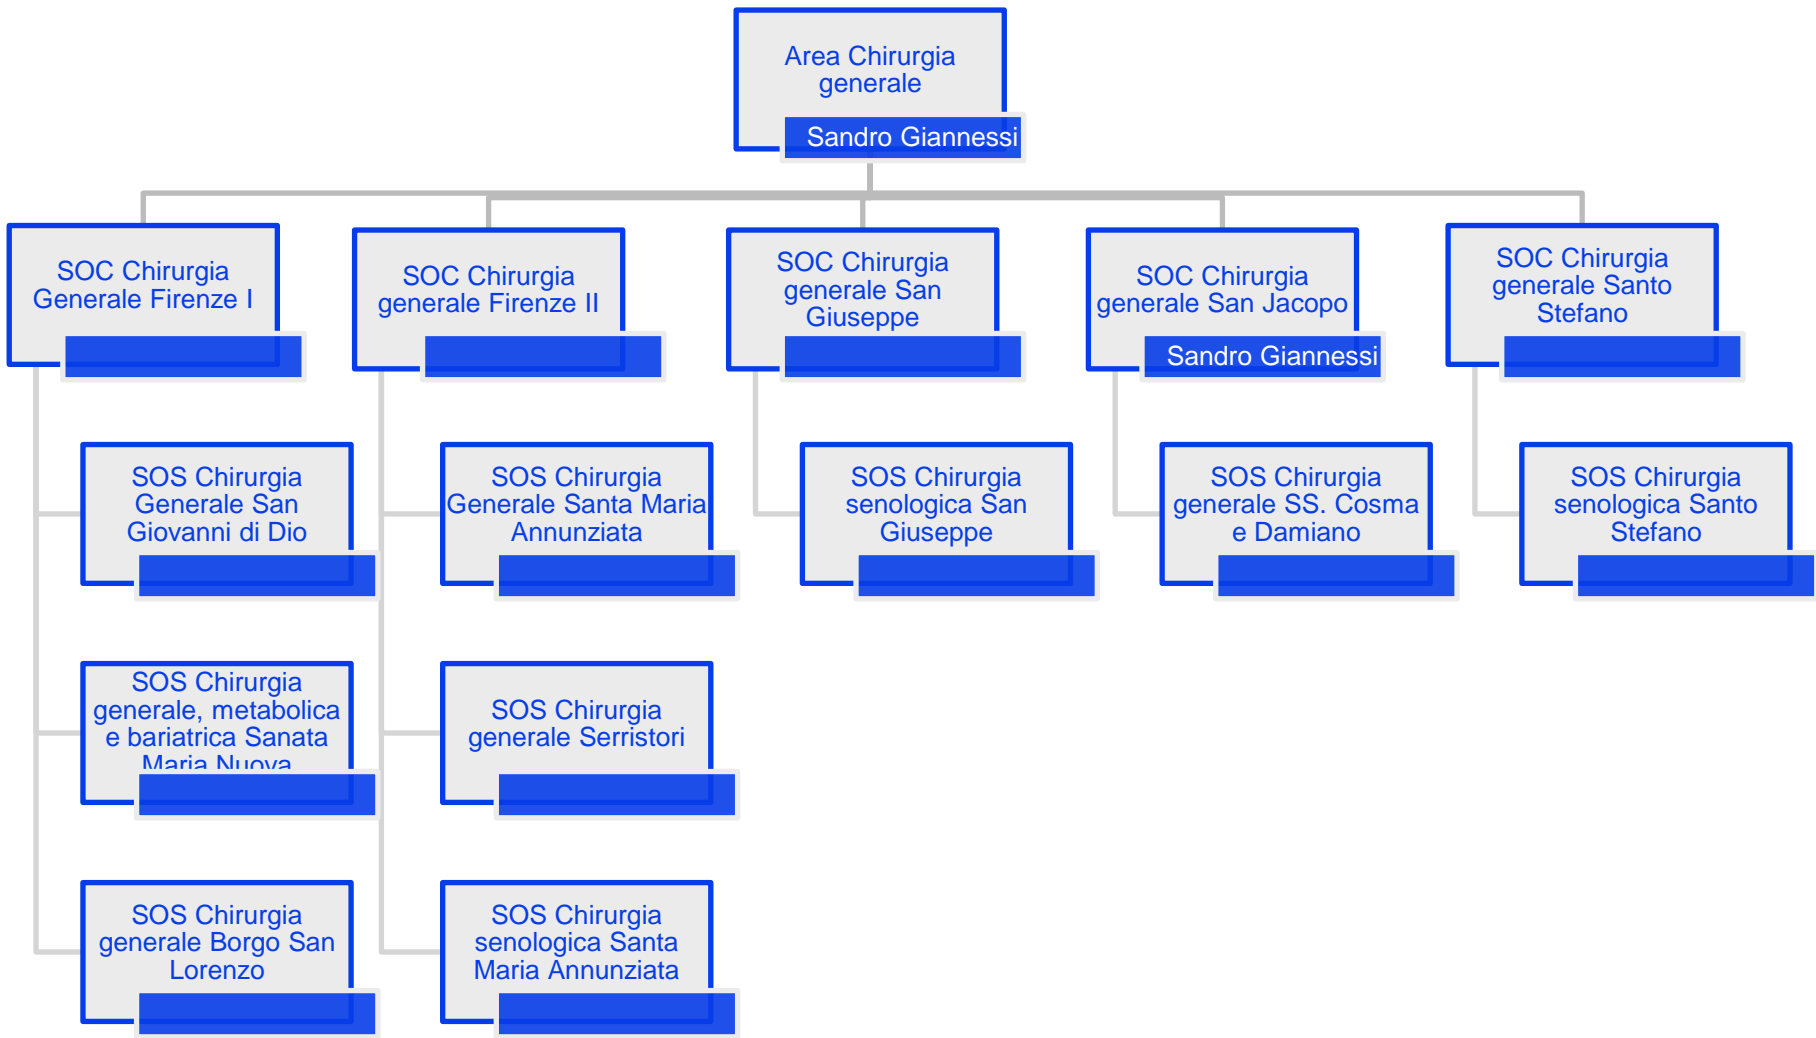 Area Chirurgia
generale
Sandro Giannessi
SOC Chirurgia
Generale Firenze I
SOC Chirurgia
generale Firenze II
SOC Chirurgia
generale San
Giuseppe
SOC Chirurgia
generale San Jacopo
Sandro Giannessi
SOC Chirurgia
generale Santo
Stefano
SOS Chirurgia
Generale San
Giovanni di Dio
SOS Chirurgia
Generale Santa Maria
Annunziata
SOS Chirurgia
senologica San
Giuseppe
SOS Chirurgia
generale SS. Cosma
e Damiano
SOS Chirurgia
senologica Santo
Stefano
SOS Chirurgia
generale, metabolica
e bariatrica Sanata
Maria Nuova
SOS Chirurgia
generale Serristori
SOS Chirurgia
generale Borgo San
Lorenzo
SOS Chirurgia
senologica Santa
Maria Annunziata